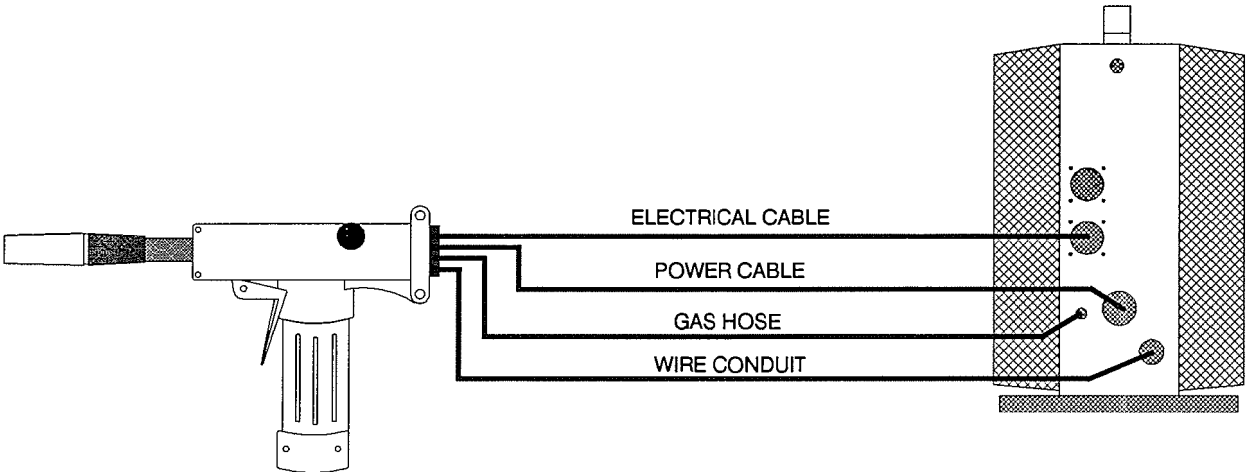 ELECTRICAL CABLE
POWER CABLE
GAS HOSE
WIRE CONDUIT